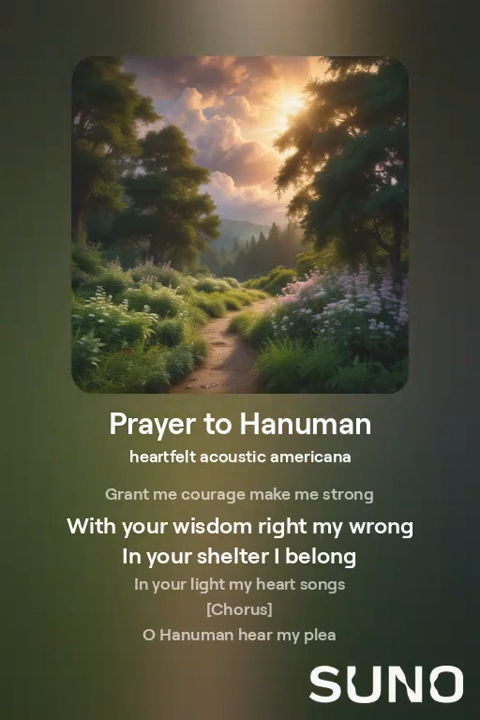 Prayer to Hanuman
heartfelt acoustic americana
Grant me courage make me strong
With your wisdom right my wrong
In your shelter I belong
In your light my heart songs
[Chorus]
O Hanuman hear my plea
SUNO